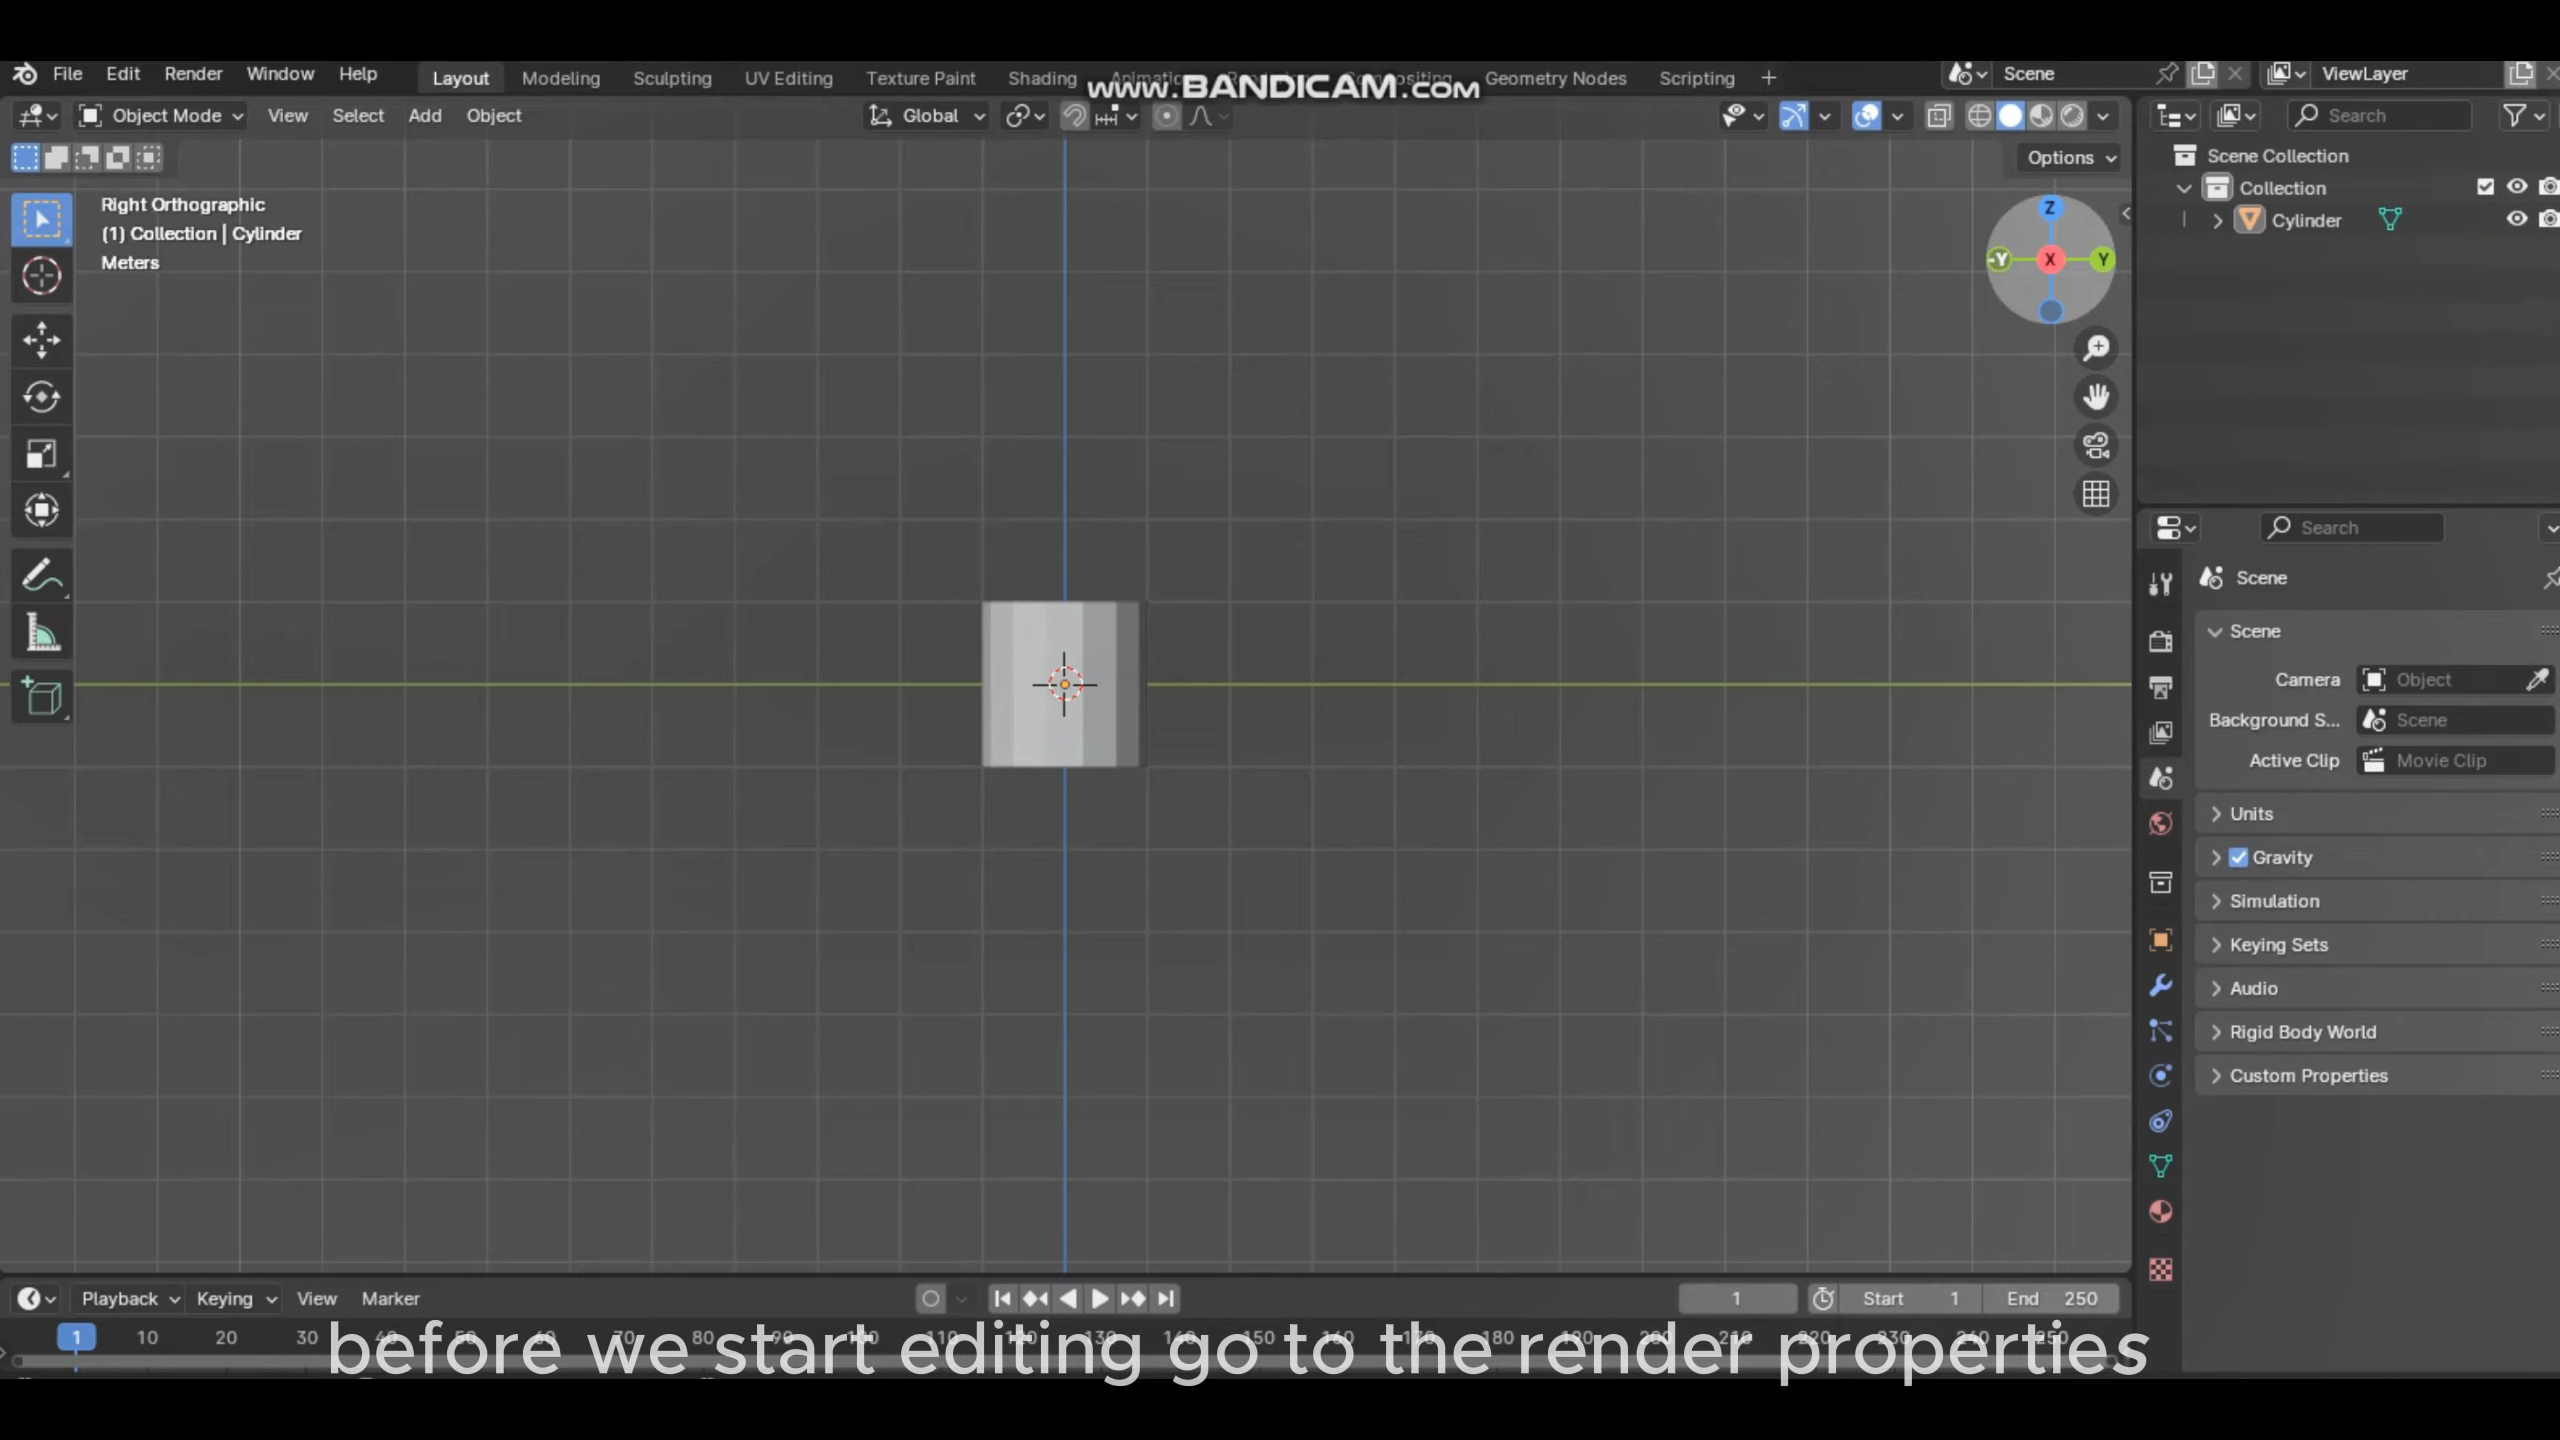 File Edit Render Window Help Layout Modeling Sculpting UV Editing Texture Paint Shading Geometry Nodes Scripting + Scene ViewLayer
www.BANDICAM.com
Object Mode View Select Add Object Global Search
Options
Scene Collection
Collection
Cylinder
Right Orthographic
(1) Collection | Cylinder
Meters
Z
-Y X Y
Search
Scene
Scene
Camera Object
Background S... Scene
Active Clip Movie Clip
Units
Gravity
Simulation
Keying Sets
Audio
Rigid Body World
Custom Properties
Playback Keying View Marker 1 Start 1 End 250
1 10 20 30 40 50 60 70 80 90 100 110 120 130 140 150 160 170 180 190 200 210 220 230 240 250
before we start editing go to the render properties